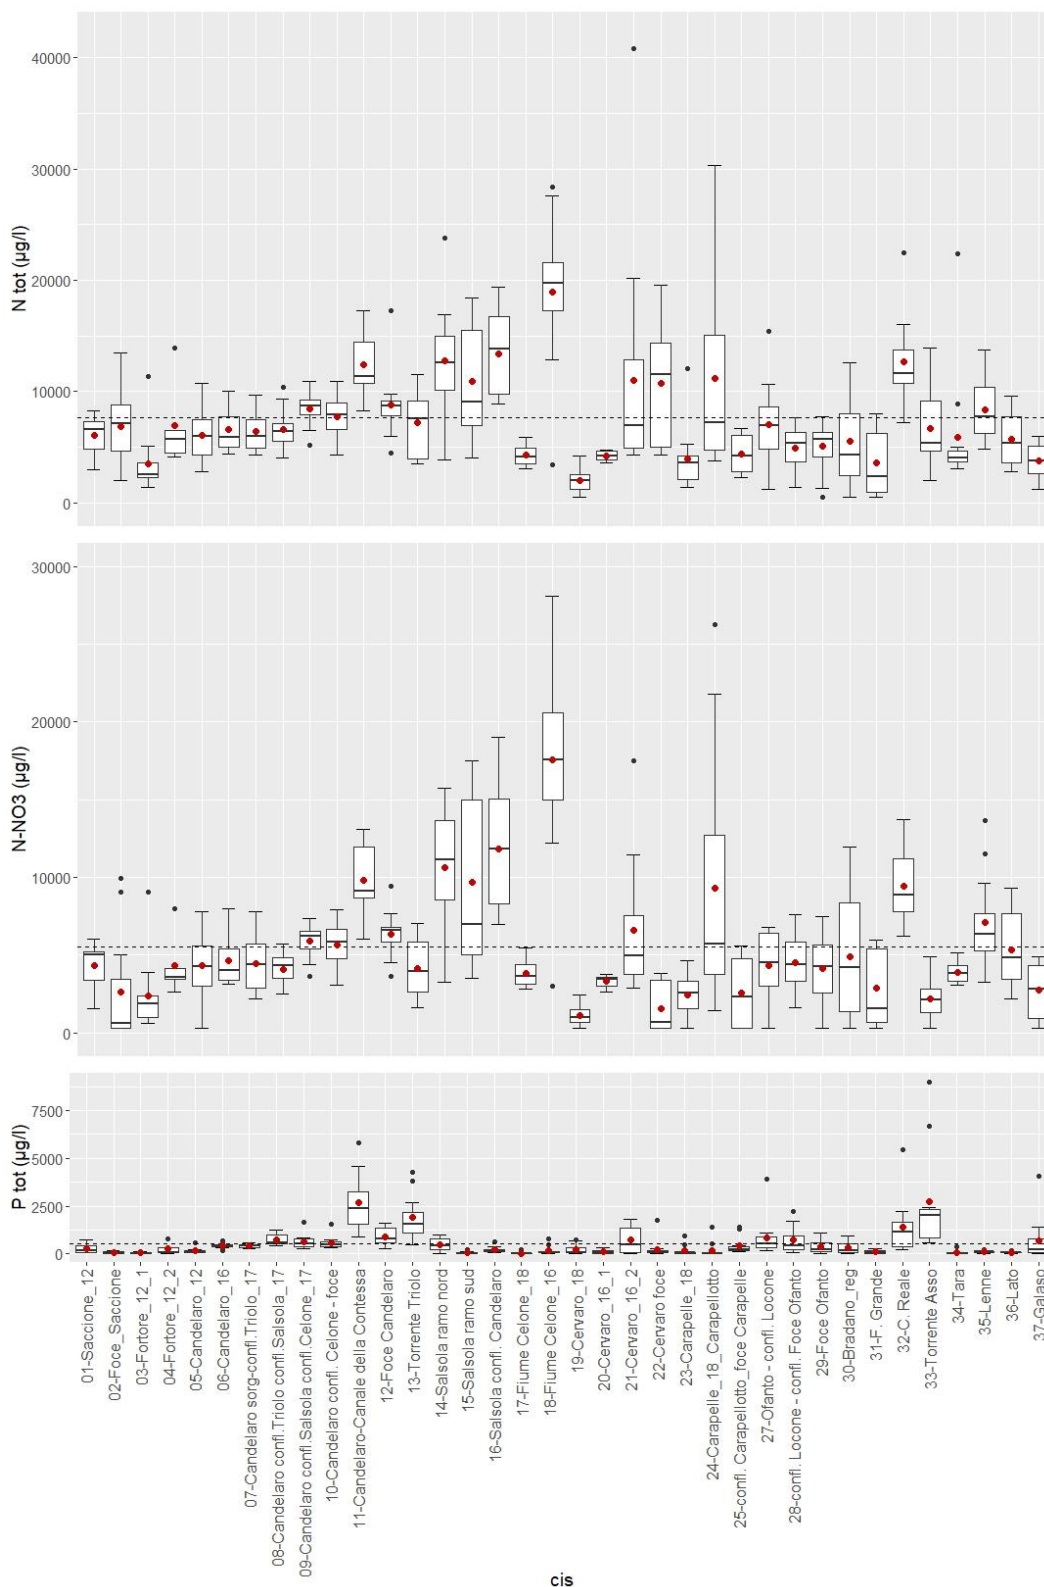 N tot (µg/l)
40000
30000
20000
10000
0
N-NO3 (µg/l)
30000
20000
10000
0
P tot (µg/l)
7500
5000
2500
0
01-Saccione_12
02-Foce_Saccione
03-Fortore_12_1
04-Fortore_12_2
05-Candelaro_12
06-Candelaro_16
07-Candelaro sorg-confl.Triolo_17
08-Candelaro confl.Triolo confl.Salsola_17
09-Candelaro confl.Salsola confl.Celone_17
10-Candelaro confl. Celone - foce
11-Candelaro-Canale della Contessa
12-Foce Candelaro
13-Torrente Triolo
14-Salsola ramo nord
15-Salsola ramo sud
16-Salsola confl. Candelaro
17-Fiume Celone_18
18-Fiume Celone_16
19-Cervaro_18
20-Cervaro_16_1
21-Cervaro_16_2
22-Cervaro foce
23-Carapelle_18
24-Carapelle_18_Carapellotto
25-confl. Carapellotto_foce Carapelle
27-Ofanto - confl. Locone
28-confl. Locone - confl. Foce Ofanto
29-Foce Ofanto
30-Bradano_reg
31-F. Grande
32-C. Reale
33-Torrente Asso
34-Tara
35-Lenne
36-Lato
37-Galaso
cis